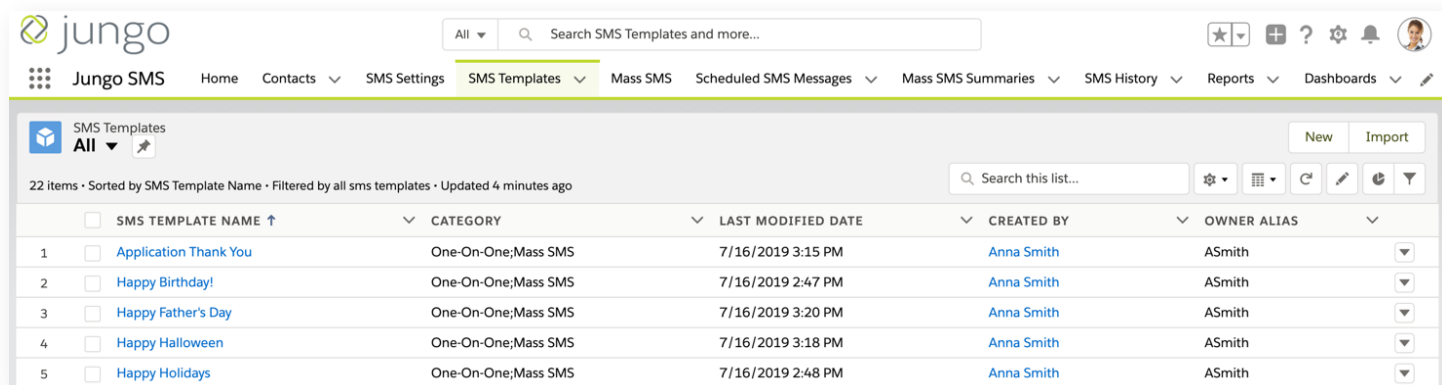 jungo
All Search SMS Templates and more...
Jungo SMS Home Contacts SMS Settings SMS Templates Mass SMS Scheduled SMS Messages Mass SMS Summaries SMS History Reports Dashboards
SMS Templates
All
New Import
22 items • Sorted by SMS Template Name • Filtered by all sms templates • Updated 4 minutes ago
Search this list...
SMS TEMPLATE NAME CATEGORY LAST MODIFIED DATE CREATED BY OWNER ALIAS
1 Application Thank You One-On-One;Mass SMS 7/16/2019 3:15 PM Anna Smith ASmith
2 Happy Birthday! One-On-One;Mass SMS 7/16/2019 2:47 PM Anna Smith ASmith
3 Happy Father's Day One-On-One;Mass SMS 7/16/2019 3:20 PM Anna Smith ASmith
4 Happy Halloween One-On-One;Mass SMS 7/16/2019 3:18 PM Anna Smith ASmith
5 Happy Holidays One-On-One;Mass SMS 7/16/2019 2:48 PM Anna Smith ASmith